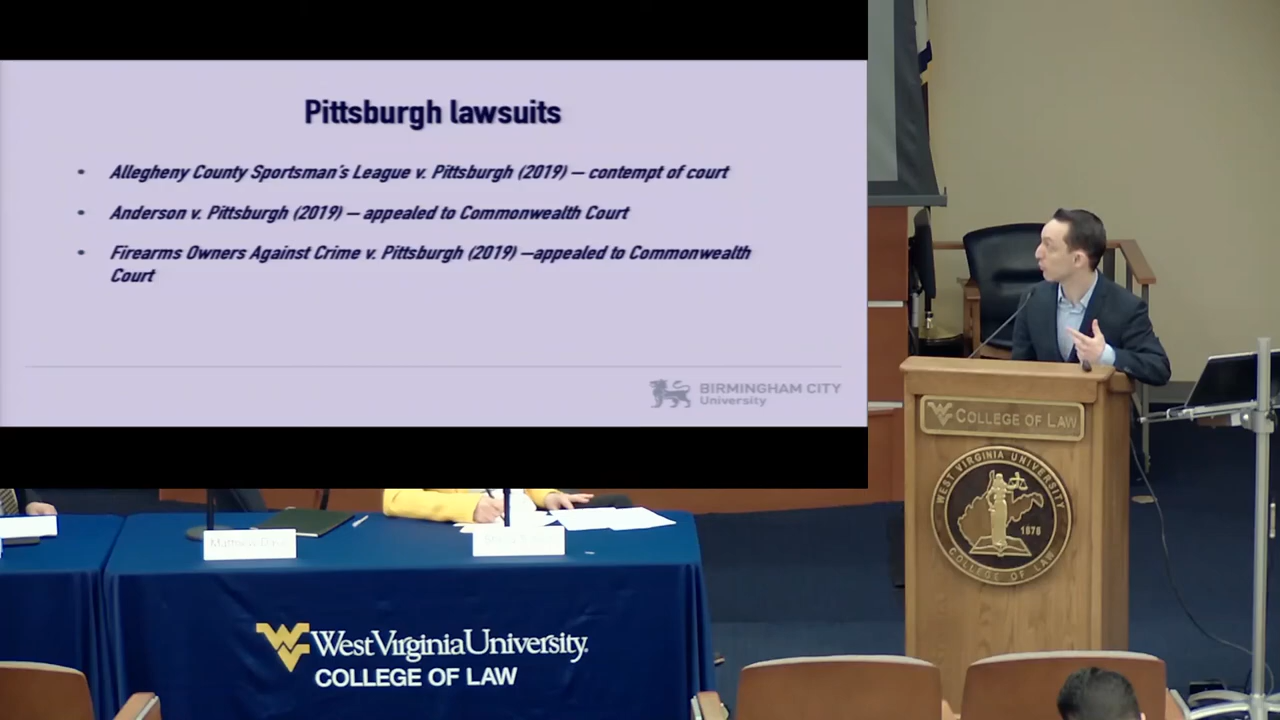 Pittsburgh lawsuits
• Allegheny County Sportsman's League v. Pittsburgh (2019) – contempt of court
• Anderson v. Pittsburgh (2019) – appealed to Commonwealth Court
• Firearms Owners Against Crime v. Pittsburgh (2019) –appealed to Commonwealth
Court
BIRMINGHAM CITY
University
WV COLLEGE OF LAW
WEST VIRGINIA UNIVERSITY
1878
COLLEGE OF LAW
Matthew
WestVirginiaUniversity.
COLLEGE OF LAW